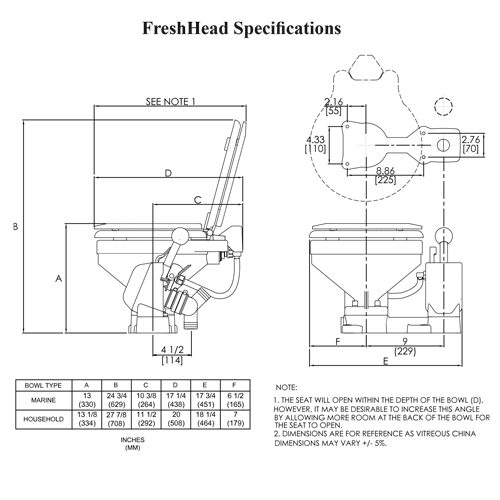 FreshHead Specifications
SEE NOTE 1
D
C
B
A
4 1/2
[114]
2.16
[55]
4.33
[110]
8.86
[225]
2.76
[70]
F
9
(229)
E
BOWL TYPE A B C D E F
MARINE 13 (330) 24 3/4 (629) 10 3/8 (264) 17 1/4 (438) 17 3/4 (451) 6 1/2 (165)
HOUSEHOLD 13 1/8 (334) 27 7/8 (708) 11 1/2 (292) 20 (508) 18 1/4 (464) 7 (179)
INCHES
(MM)
NOTE:
1. THE SEAT WILL OPEN WITHIN THE DEPTH OF THE BOWL (D).
HOWEVER, IT MAY BE DESIRABLE TO INCREASE THIS ANGLE
BY ALLOWING MORE ROOM AT THE BACK OF THE BOWL FOR
THE SEAT TO OPEN.
2. DIMENSIONS ARE FOR REFERENCE AS VITREOUS CHINA
DIMENSIONS MAY VARY +/- 5%.